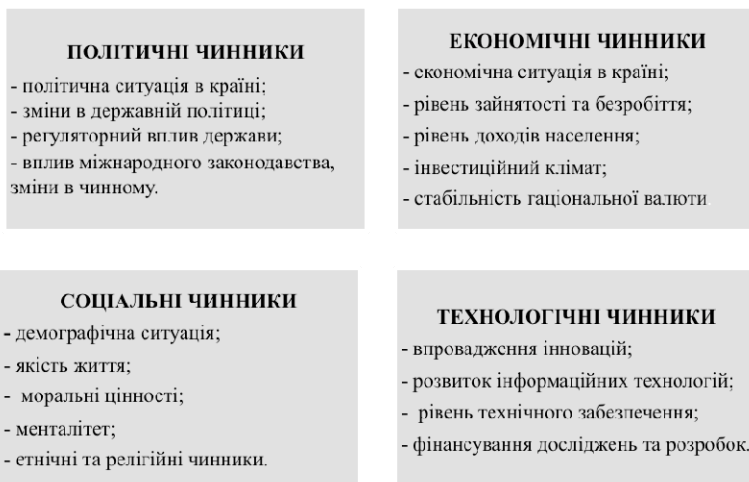 ПОЛІТИЧНІ ЧИННИКИ
- політична ситуація в країні;
- зміни в державній політиці;
- регуляторний вплив держави;
- вплив міжнародного законодавства,
зміни в чинному.
ЕКОНОМІЧНІ ЧИННИКИ
- економічна ситуація в країні;
- рівень зайнятості та безробіття;
- рівень доходів населення;
- інвестиційний клімат;
- стабільність гаціональної валюти
СОЦІАЛЬНІ ЧИННИКИ
- демографічна ситуація;
- якість життя;
- моральні цінності;
- менталітет;
- етнічні та релігійні чинники.
ТЕХНОЛОГІЧНІ ЧИННИКИ
- впровадження інновацій;
- розвиток інформаційних технологій;
- рівень технічного забезпечення;
- фінансування досліджень та розробок.